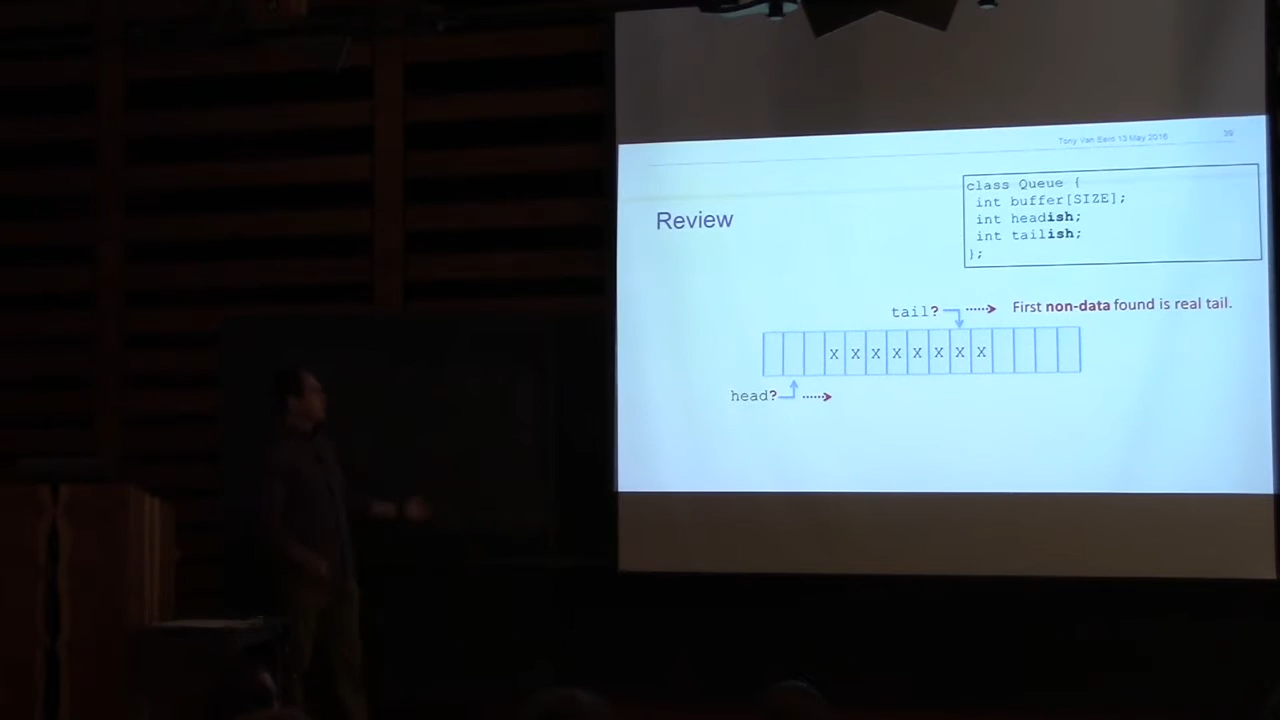 Tony Van Eerd 13 May 2016 39
class Queue {
int buffer[SIZE];
int headish;
int tailish;
};
Review
tail? First non-data found is real tail.
X X X X X X X X
head?